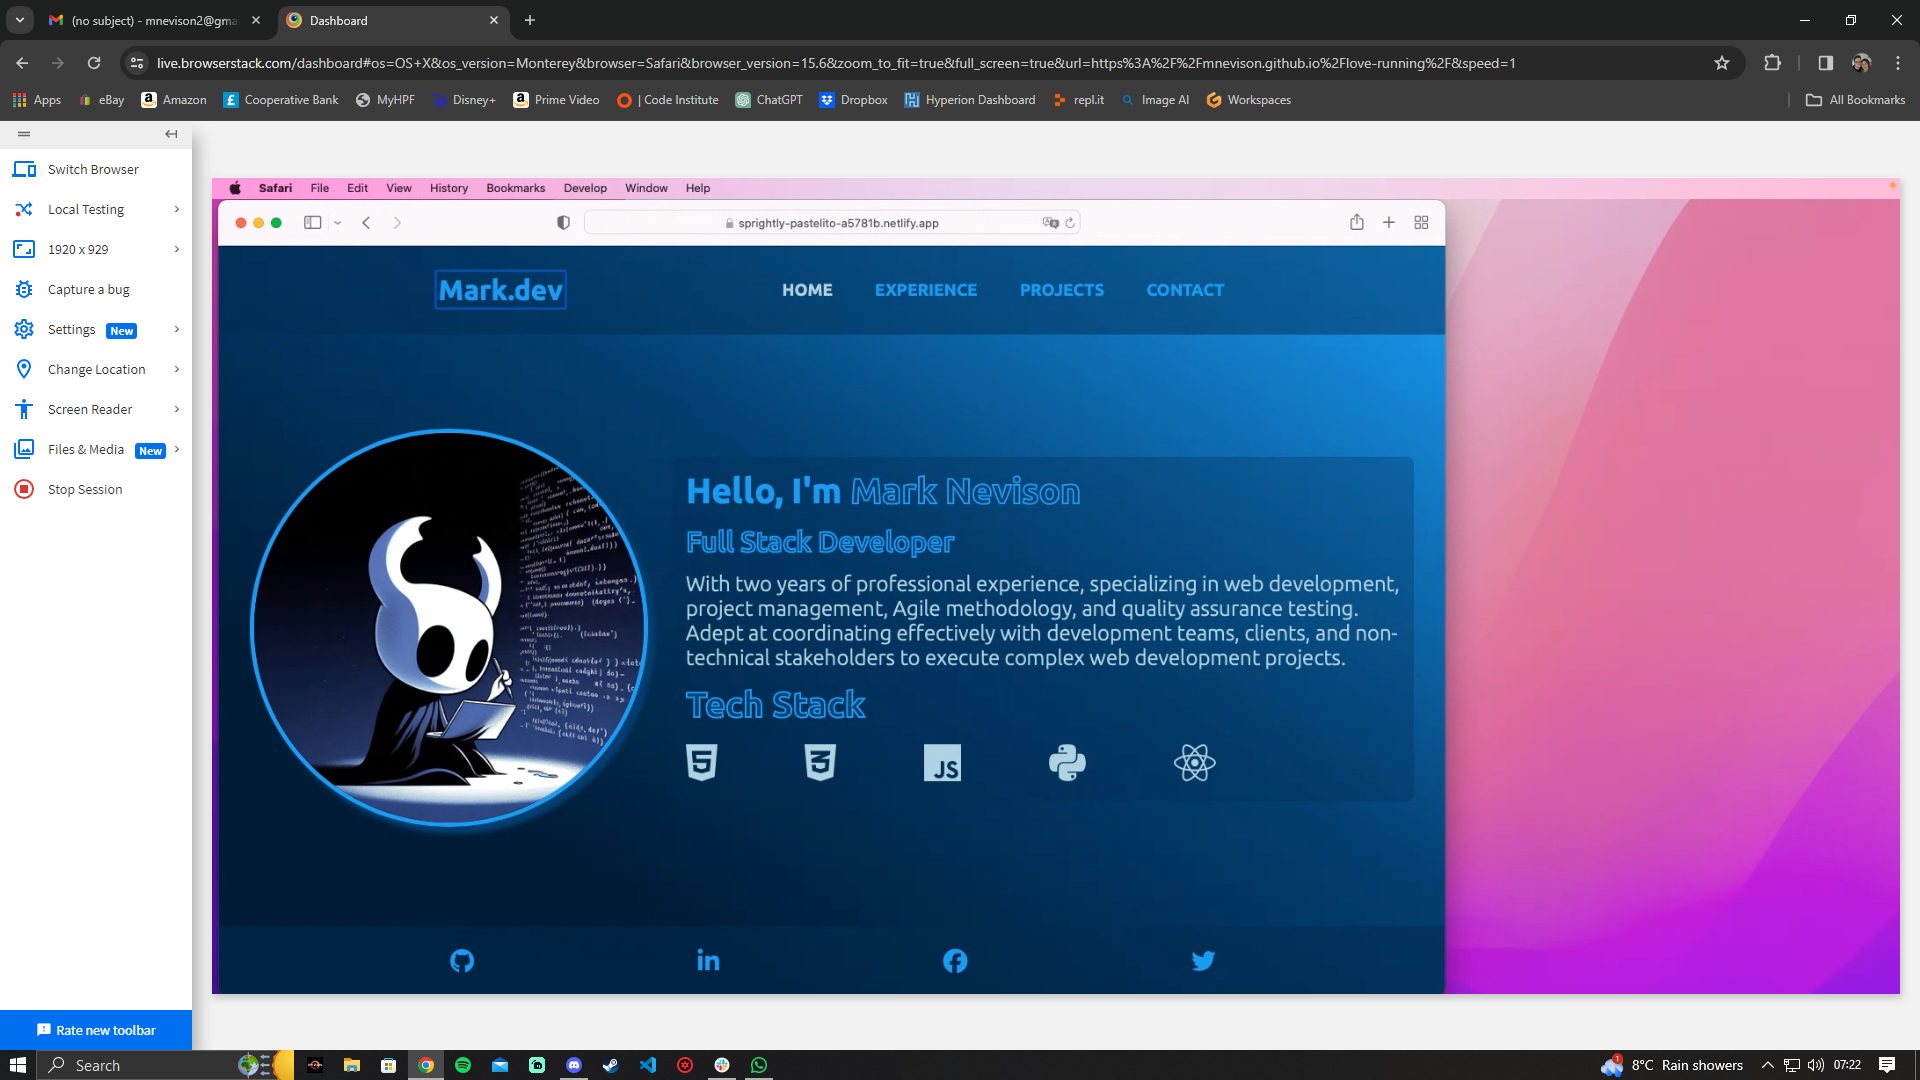 (no subject) - mnevison2@gma
Dashboard
live.browserstack.com/dashboard#os=OS+X&os_version=Monterey&browser=Safari&browser_version=15.6&zoom_to_fit=true&full_screen=true&url=https%3A%2F%2Fmnevison.github.io%2Flove-running%2F&speed=1
Apps
eBay
Amazon
Cooperative Bank
MyHPF
Disney+
Prime Video
| Code Institute
ChatGPT
Dropbox
Hyperion Dashboard
repl.it
Image AI
Workspaces
All Bookmarks
Switch Browser
Local Testing
1920 x 929
Capture a bug
Settings New
Change Location
Screen Reader
Files & Media New
Stop Session
Rate new toolbar
Safari File Edit View History Bookmarks Develop Window Help
sprightly-pastelito-a5781b.netlify.app
Mark.dev
HOME EXPERIENCE PROJECTS CONTACT
Hello, I'm Mark Nevison
Full Stack Developer
With two years of professional experience, specializing in web development,
project management, Agile methodology, and quality assurance testing.
Adept at coordinating effectively with development teams, clients, and non-
technical stakeholders to execute complex web development projects.
Tech Stack
5
3
JS
in
Search
1
8°C Rain showers
07:22